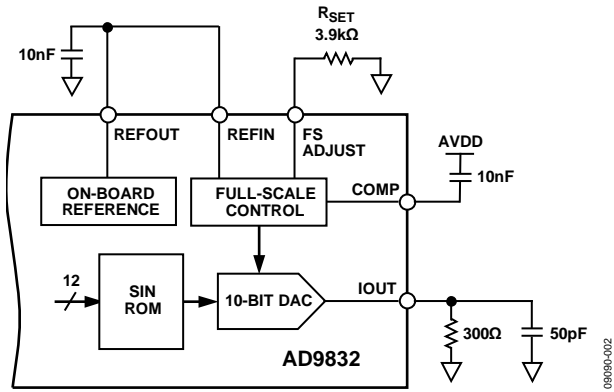 R_SET
3.9kΩ
10nF
REFOUT
REFIN
FS
ADJUST
AVDD
10nF
COMP
ON-BOARD
REFERENCE
FULL-SCALE
CONTROL
12
SIN
ROM
10-BIT DAC
IOUT
300Ω
50pF
AD9832
09090-002